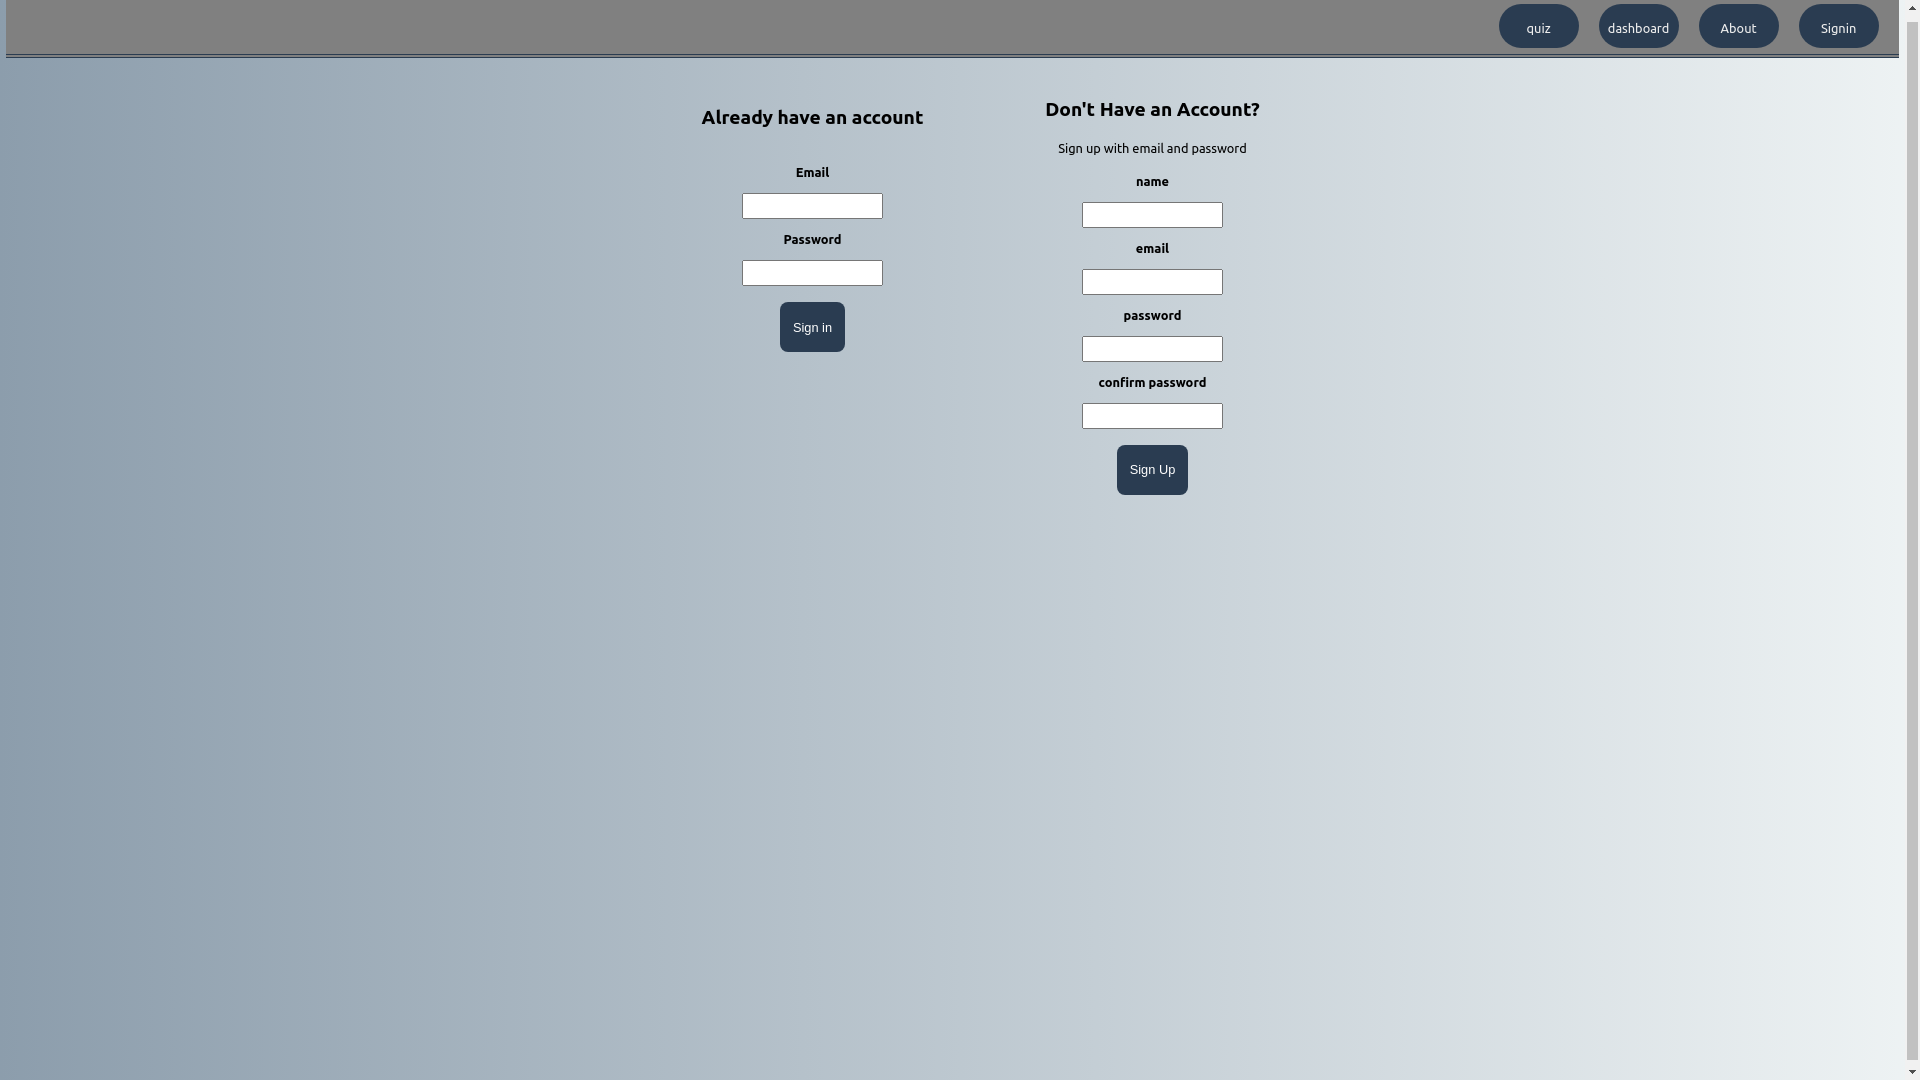 quiz
dashboard
About
Signin
Already have an account
Email
Password
Sign in
Don't Have an Account?
Sign up with email and password
name
email
password
confirm password
Sign Up